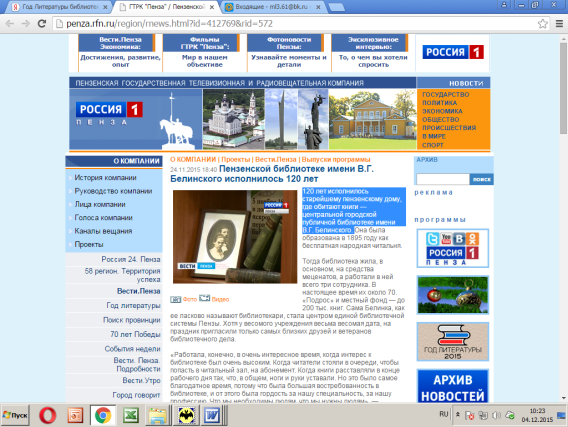 Год Литературы библиоте
ГТРК "Пенза" / Пензенской
Входящие - ml3.61@bk.ru
penza.rfn.ru/region/rnews.html?id=412769&rid=572
Вести.Пенза Экономика:
Достижения, развитие, опыт
Фильмы ГТРК "Пенза":
Мир в нашем объективе
Фотоновости Пензы:
Узнавайте моменты и детали
Эксклюзивное интервью:
То, о чем вы хотели спросить
РОССИЯ 1
ПЕНЗЕНСКАЯ ГОСУДАРСТВЕННАЯ ТЕЛЕВИЗИОННАЯ И РАДИОВЕЩАТЕЛЬНАЯ КОМПАНИЯ
НОВОСТИ
РОССИЯ 1
ПЕНЗА
ГОСУДАРСТВО
ПОЛИТИКА
ЭКОНОМИКА
ОБЩЕСТВО
ПРОИСШЕСТВИЯ
В МИРЕ
СПОРТ
О КОМПАНИИ
История компании
Руководство компании
Лица компании
Голоса компании
Каналы вещания
Проекты
Россия 24. Пенза
58 регион. Территория успеха
Вести.Пенза
Год литературы
Поиск провинции
70 лет Победы
События недели
Вести. Пенза. Подробности
Вести.Утро
Город говорит
О КОМПАНИИ | Проекты | Вести.Пенза | Выпуски программы
24.11.2015 18:40 Пензенской библиотеке имени В.Г.
Белинского исполнилось 120 лет
РОССИЯ 1
ВЕСТИ ПЕНЗА
Фото Видео
120 лет исполнилось
старейшему пензенскому дому,
где обитают книги —
центральной городской
публичной библиотеке имени
В.Г. Белинского. Она была
образована в 1895 году как
бесплатная народная читальня.
Тогда библиотека жила, в
основном, на средства
меценатов, а работали в ней
всего три сотрудника. В
настоящее время их около 70.
«Подрос» и местный фонд — до
200 тыс. книг. Сама Белинка, как
ее ласково называют библиотекари, стала центром единой библиотечной
системы Пензы. Хотя у весомого учреждения весьма весомая дата, на
праздник пригласили только самых близких друзей и ветеранов
библиотечного дела.
«Работала, конечно, в очень интересное время, когда интерес к
библиотеке был очень высоким. Когда читатели стояли в очереди, чтобы
попасть в читальный зал, на абонемент. Когда книги расставляли в конце
рабочего дня так, что, в общем, ноги и руки уставали. Но это было самое
благодатное время, потому что была большая востребованность в
библиотеке, и от этого была гордость за нашу специальность, за нашу
профессию. Что мы необходимы людям, что мы нужны людям», —
АРХИВ
ПОИСК
реклама
программы
You Tube
РОССИЯ 1
ПЕНЗА
ГОД ЛИТЕРАТУРЫ
2015
АРХИВ
НОВОСТЕЙ
Пуск
RU
10:23
04.12.2015